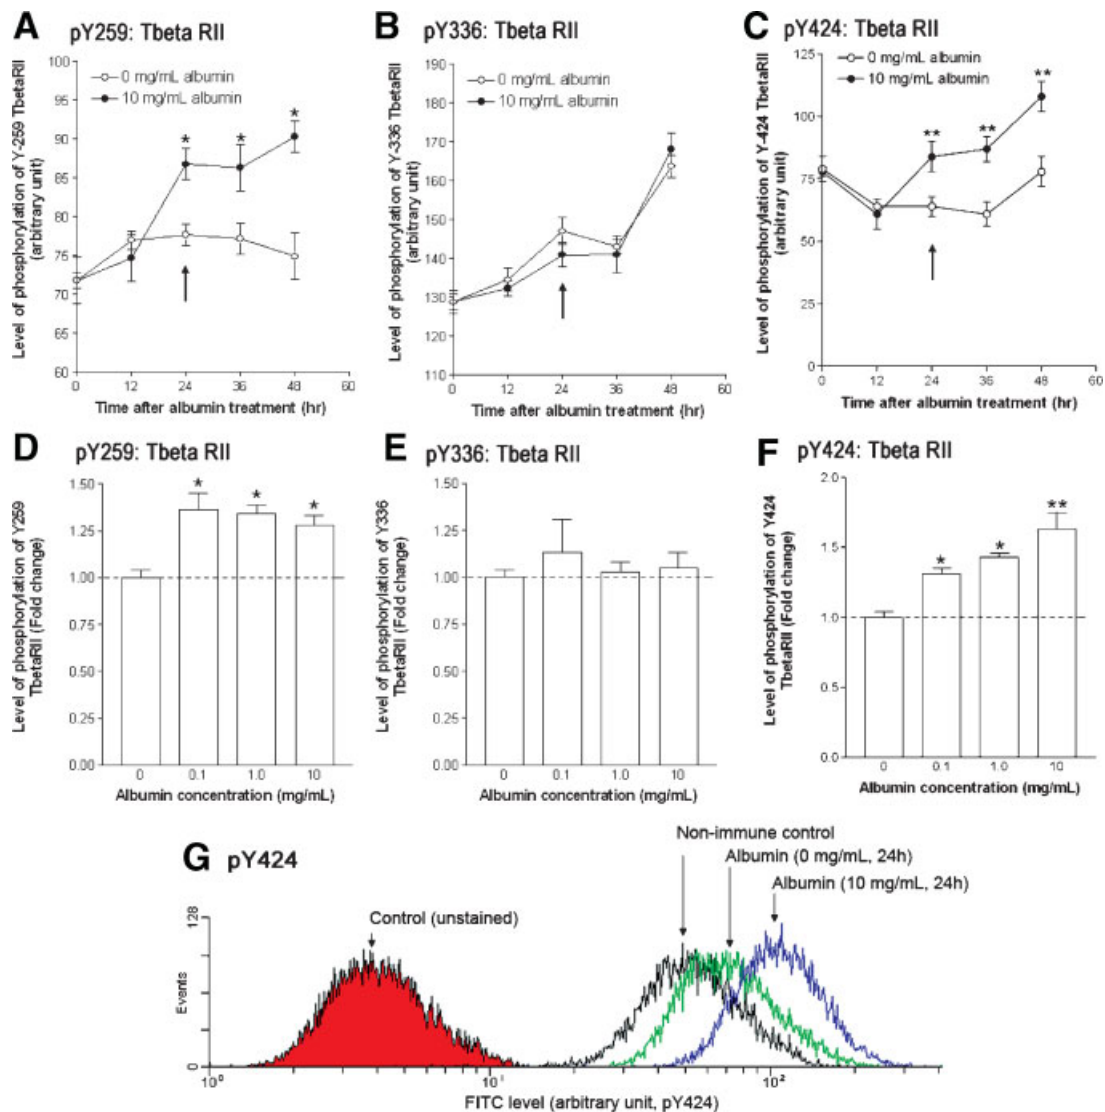 A pY259: Tbeta RII
Level of phosphorylation of Y-259 TbetaRII
(arbitrary unit)
100
95
90
85
80
75
70
65
60
0 mg/mL albumin
10 mg/mL albumin
* * *
0 12 24 36 48 60
Time after albumin treatment (hr)
B pY336: Tbeta RII
Level of phosphorylation of Y-336 TbetaRII
(arbitrary unit)
190
180
170
160
150
140
130
120
110
0 mg/mL albumin
10 mg/mL albumin
0 12 24 36 48 60
Time after albumin treatment (hr)
C pY424: Tbeta RII
Level of phosphorylation of Y-424 TbetaRII
(arbitrary unit)
125
100
75
50
25
0
0 mg/mL albumin
10 mg/mL albumin
** ** **
0 12 24 36 48 60
Time after albumin treatment (hr)
D pY259: Tbeta RII
Level of phosphorylation of Y259
TbetaRII (Fold change)
1.50
1.25
1.00
0.75
0.50
0.25
0.00
* * *
0 0.1 1.0 10
Albumin concentration (mg/mL)
E pY336: Tbeta RII
Level of phosphorylation of Y336
TbetaRII (Fold change)
1.50
1.25
1.00
0.75
0.50
0.25
0.00
0 0.1 1.0 10
Albumin concentration (mg/mL)
F pY424: Tbeta RII
Level of phosphorylation of Y424
TbetaRII (Fold change)
2.0
1.5
1.0
0.5
0.0
* * **
0 0.1 1.0 10
Albumin concentration (mg/mL)
G pY424
Non-immune control
Albumin (0 mg/mL, 24h)
Albumin (10 mg/mL, 24h)
Control (unstained)
128
Events
0
10⁰ 10¹ 10²
FITC level (arbitrary unit, pY424)